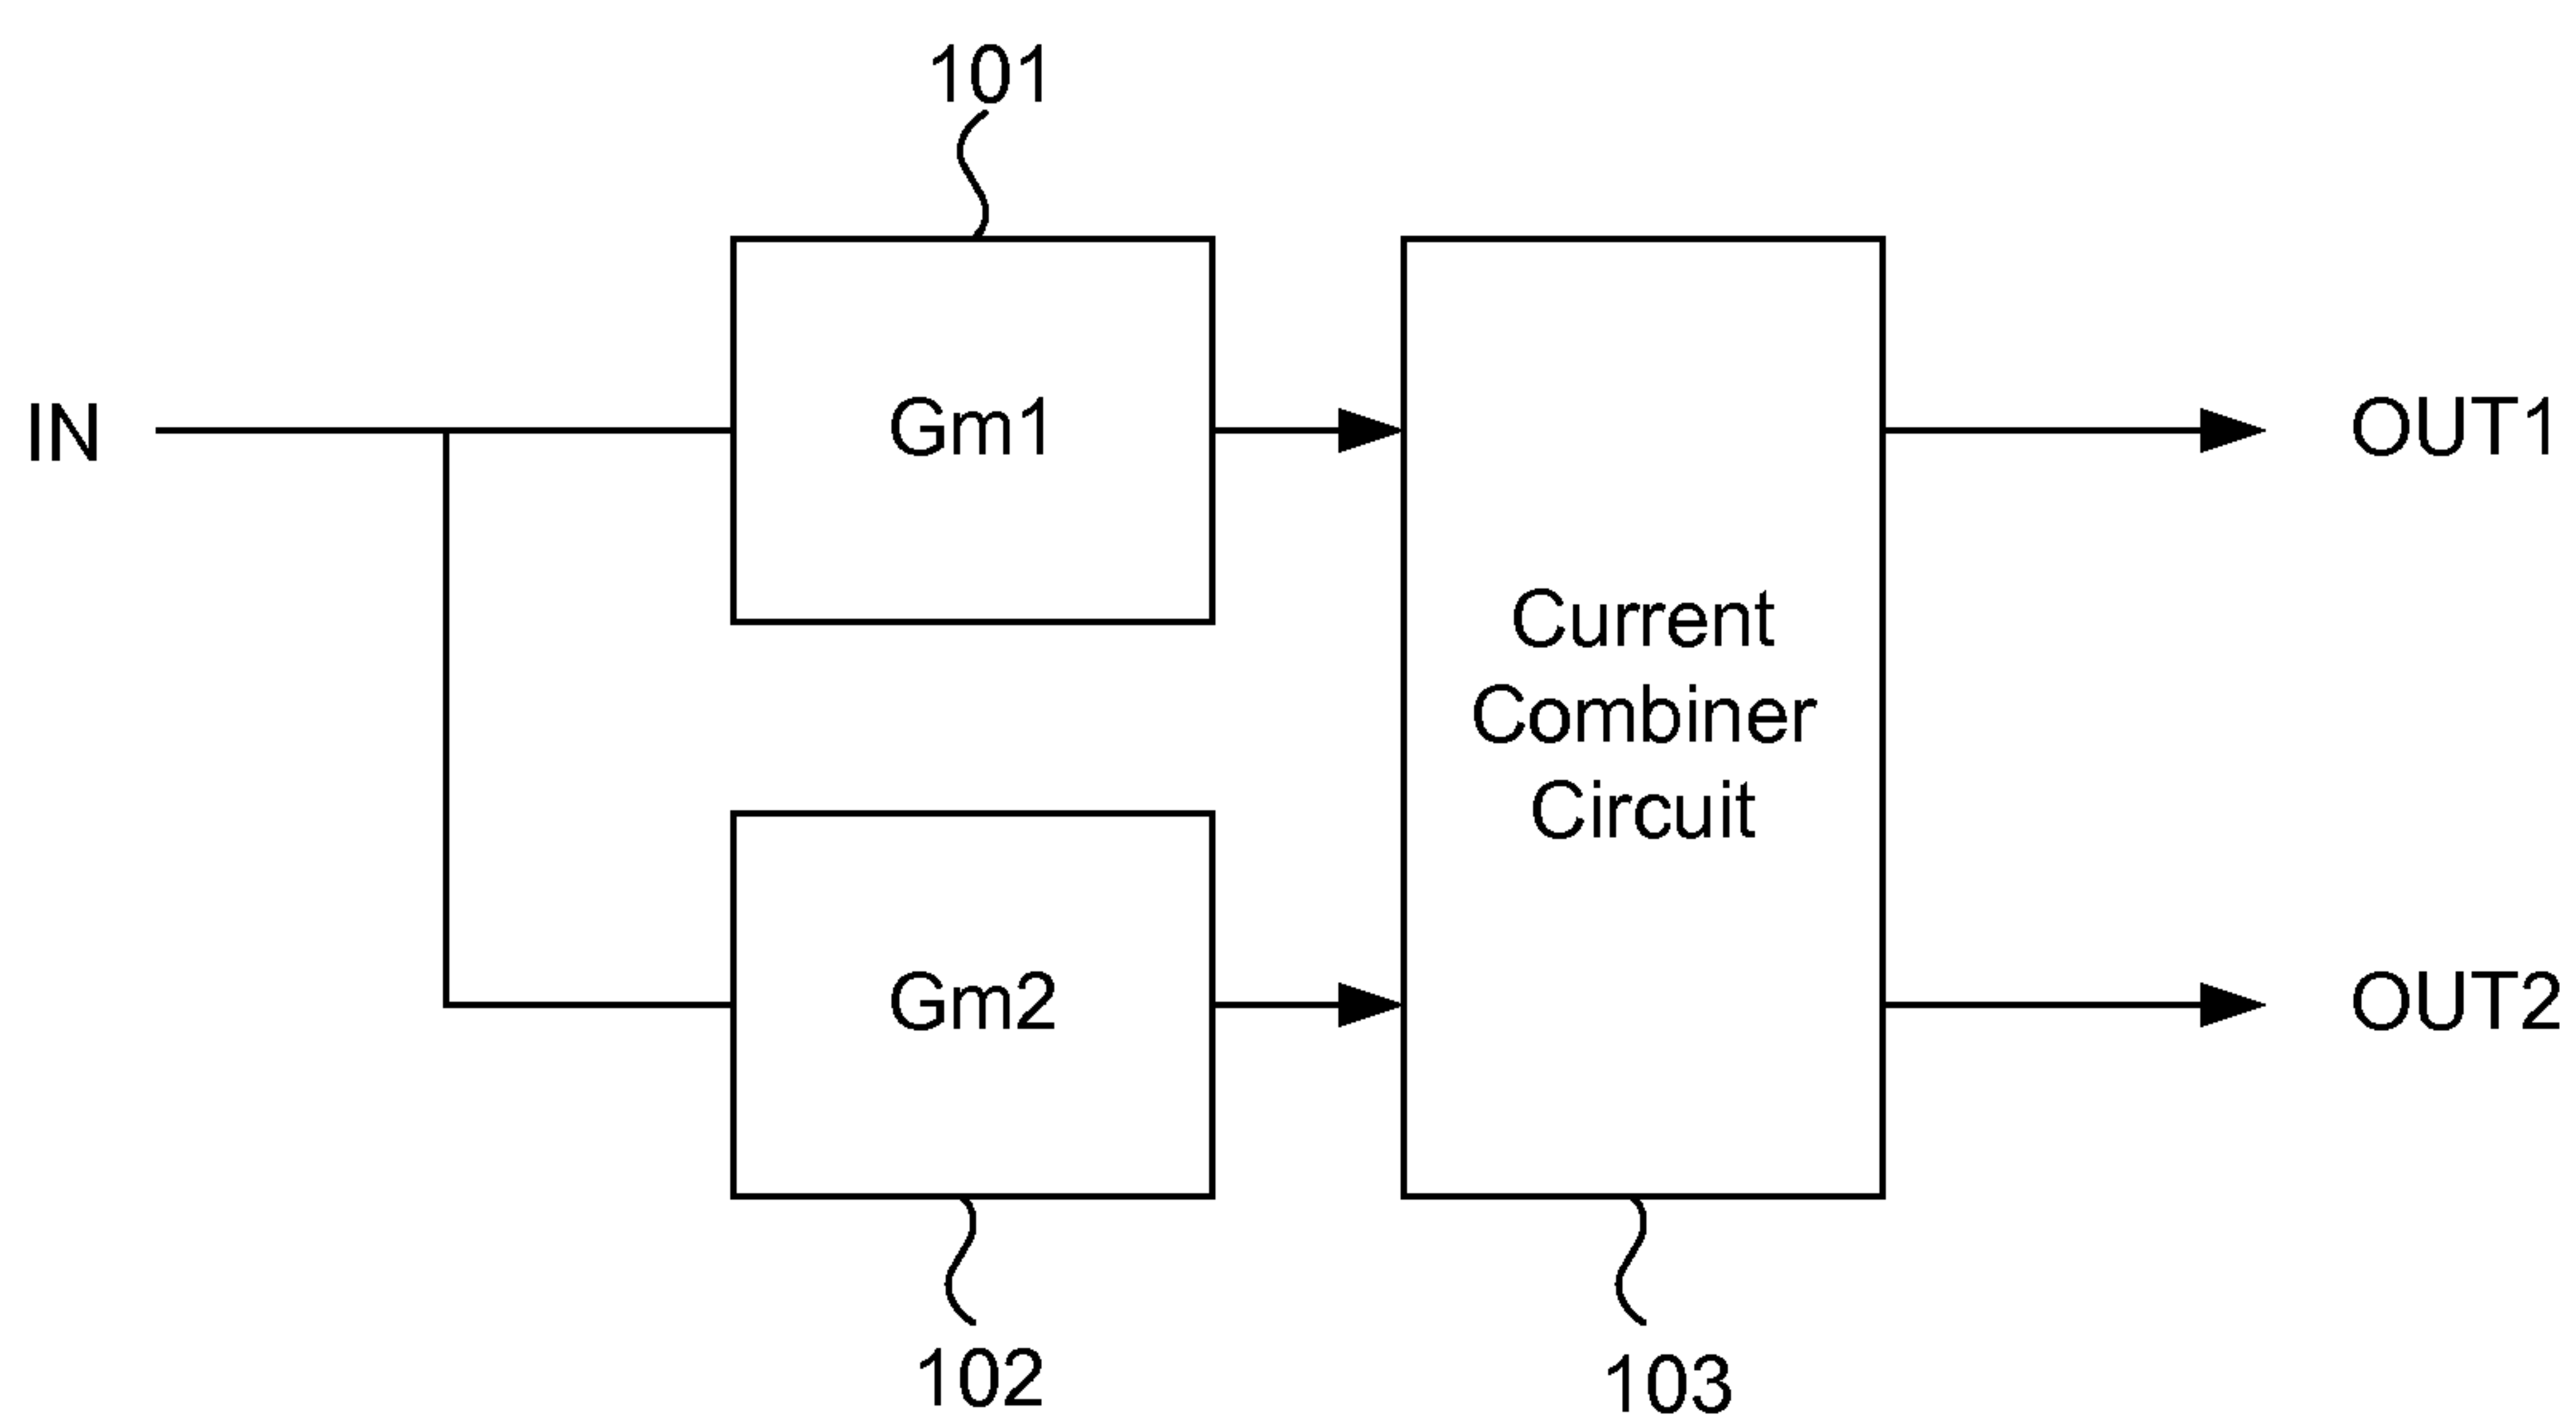 101
IN
Gm1
OUT1
Current
Combiner
Circuit
Gm2
OUT2
102
103